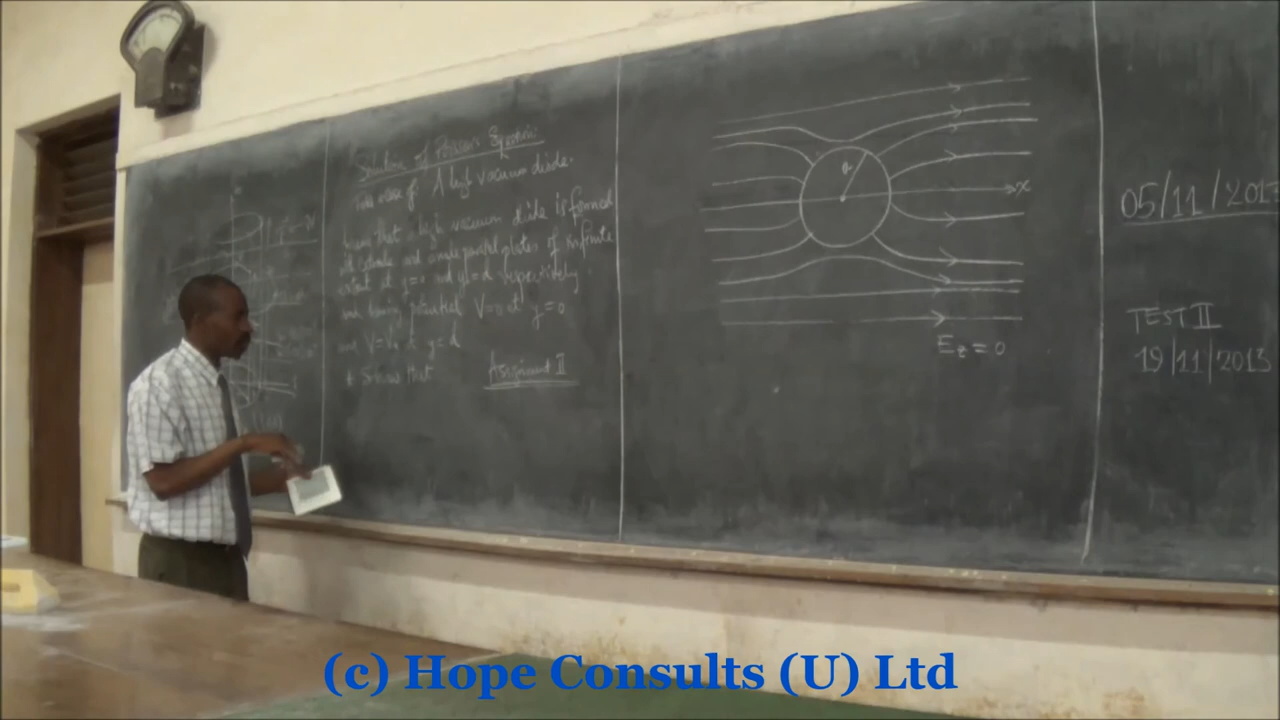 Solution of Poisson's Equation:
Take case of A high vacuum diode.
Given that a high vacuum diode is formed
with cathode and anode parallel plates of infinite
extent at y=0 and y=d respectively.
and having potential V=0 at y=0
and V=V₀ at y=d
* Show that
Assignment II
a
x
E_z = 0
05/11/2013
TEST II
19/11/2013
(c) Hope Consults (U) Ltd